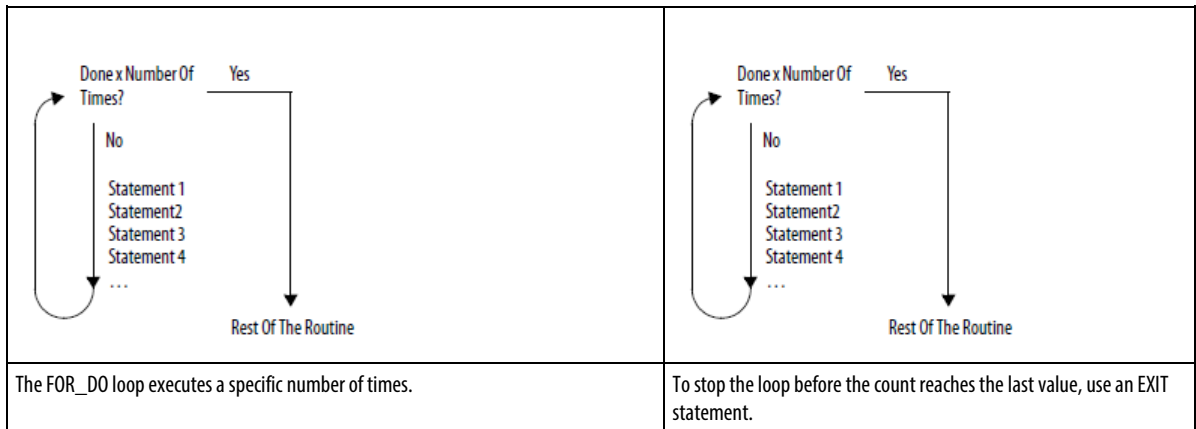 Done x Number Of Yes
Times?
No
Statement 1
Statement2
Statement 3
Statement 4
...
Rest Of The Routine
The FOR_DO loop executes a specific number of times.
Done x Number Of Yes
Times?
No
Statement 1
Statement2
Statement 3
Statement 4
...
Rest Of The Routine
To stop the loop before the count reaches the last value, use an EXIT
statement.